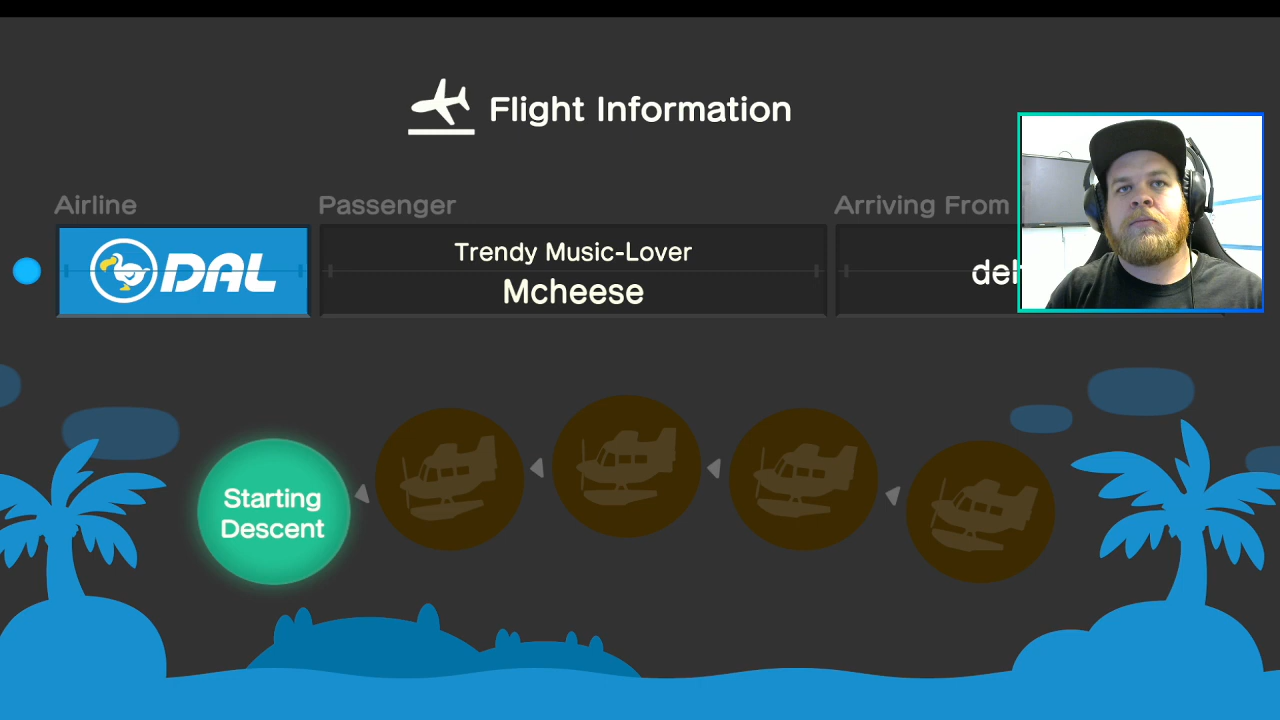 Flight Information
Airline
Passenger
Arriving From
DAL
Trendy Music-Lover
Mcheese
Starting
Descent